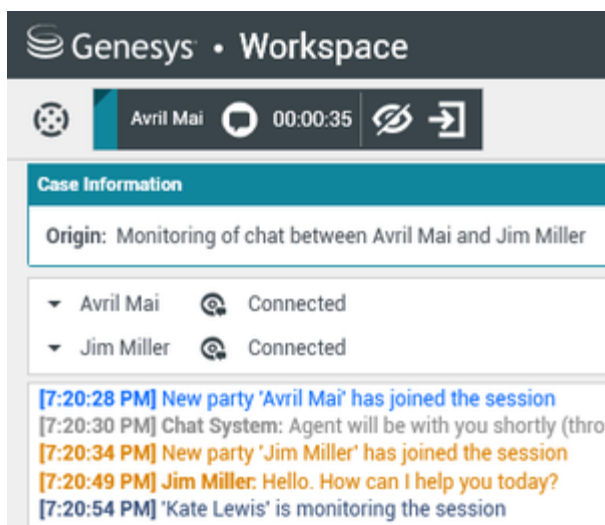 Genesys • Workspace
Avril Mai 00:00:35
Case Information
Origin: Monitoring of chat between Avril Mai and Jim Miller
Avril Mai Connected
Jim Miller Connected
[7:20:28 PM] New party 'Avril Mai' has joined the session
[7:20:30 PM] Chat System: Agent will be with you shortly (thro
[7:20:34 PM] New party 'Jim Miller' has joined the session
[7:20:49 PM] Jim Miller: Hello. How can I help you today?
[7:20:54 PM] 'Kate Lewis' is monitoring the session